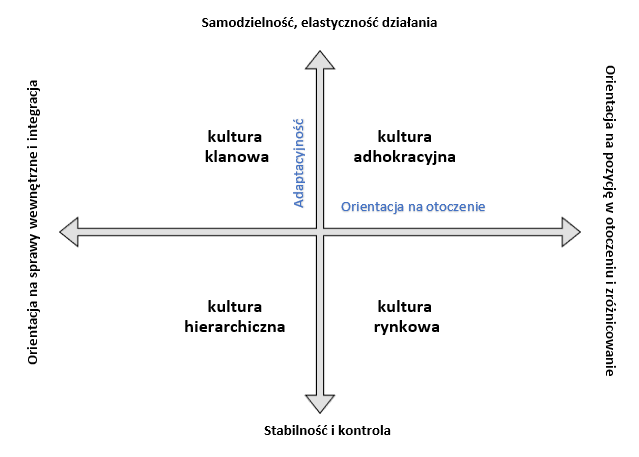 Samodzielność, elastyczność działania
Orientacja na sprawy wewnętrzne i integracja
kultura
klanowa
Adaptacyjność
kultura
adhokracyjna
Orientacja na otoczenie
Orientacja na pozycję w otoczeniu i zróżnicowanie
kultura
hierarchiczna
kultura
rynkowa
Stabilność i kontrola